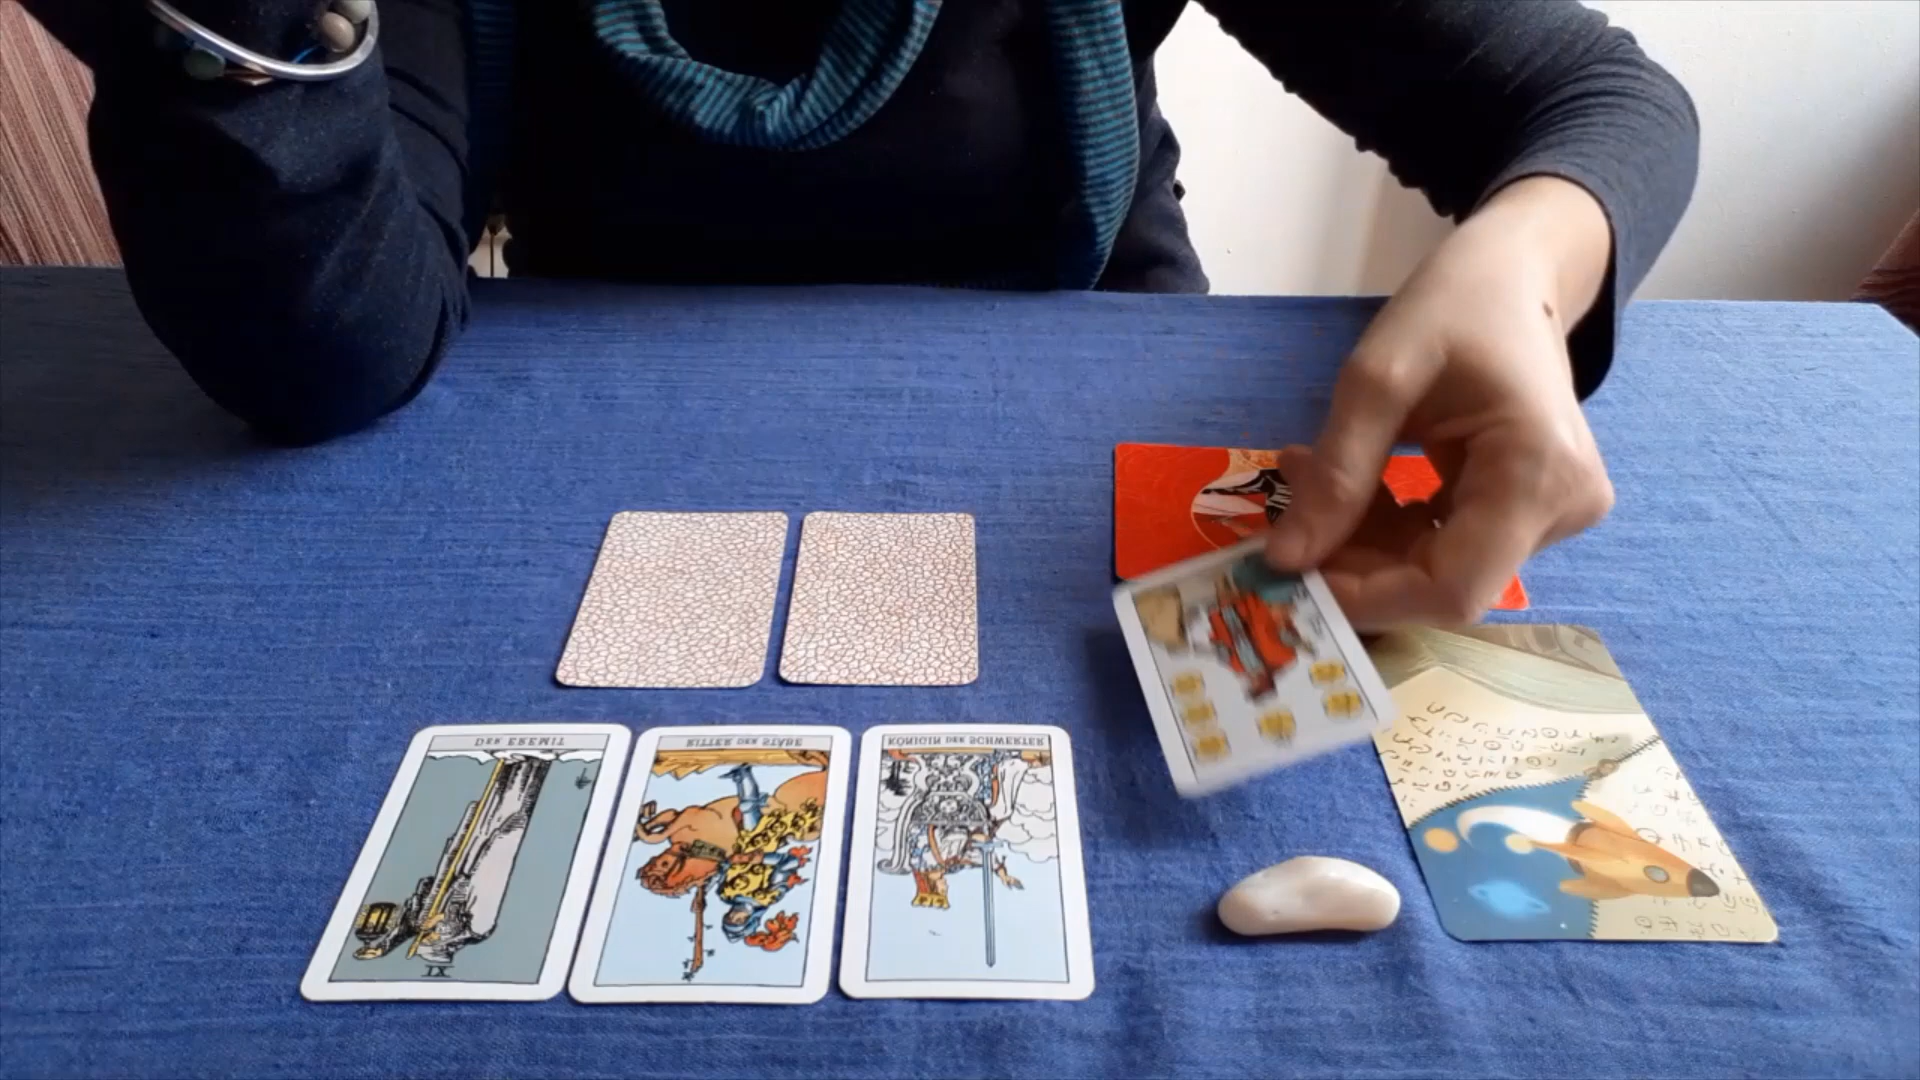 DER EREMIT
RITTER DER STÄBE
KÖNIGIN DER SCHWERTER
IX